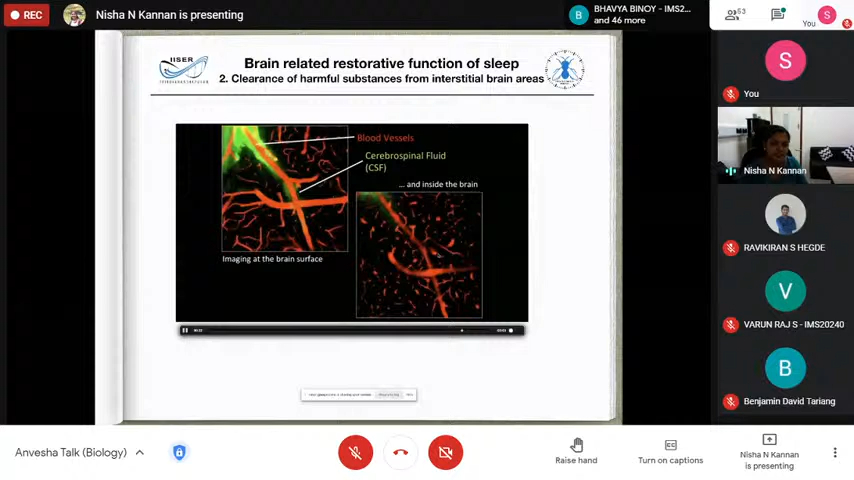 REC
Nisha N Kannan is presenting
BHAVYA BINOY - IMS2...
and 46 more
53
You
IISER
Brain related restorative function of sleep
2. Clearance of harmful substances from interstitial brain areas
Blood Vessels
Cerebrospinal Fluid
(CSF)
... and inside the brain
Imaging at the brain surface
You
Nisha N Kannan
RAVIKIRAN S HEGDE
V
VARUN RAJ S - IMS20240
B
Benjamin David Tariang
S
S
B
Anvesha Talk (Biology)
Raise hand
Turn on captions
Nisha N Kannan
is presenting